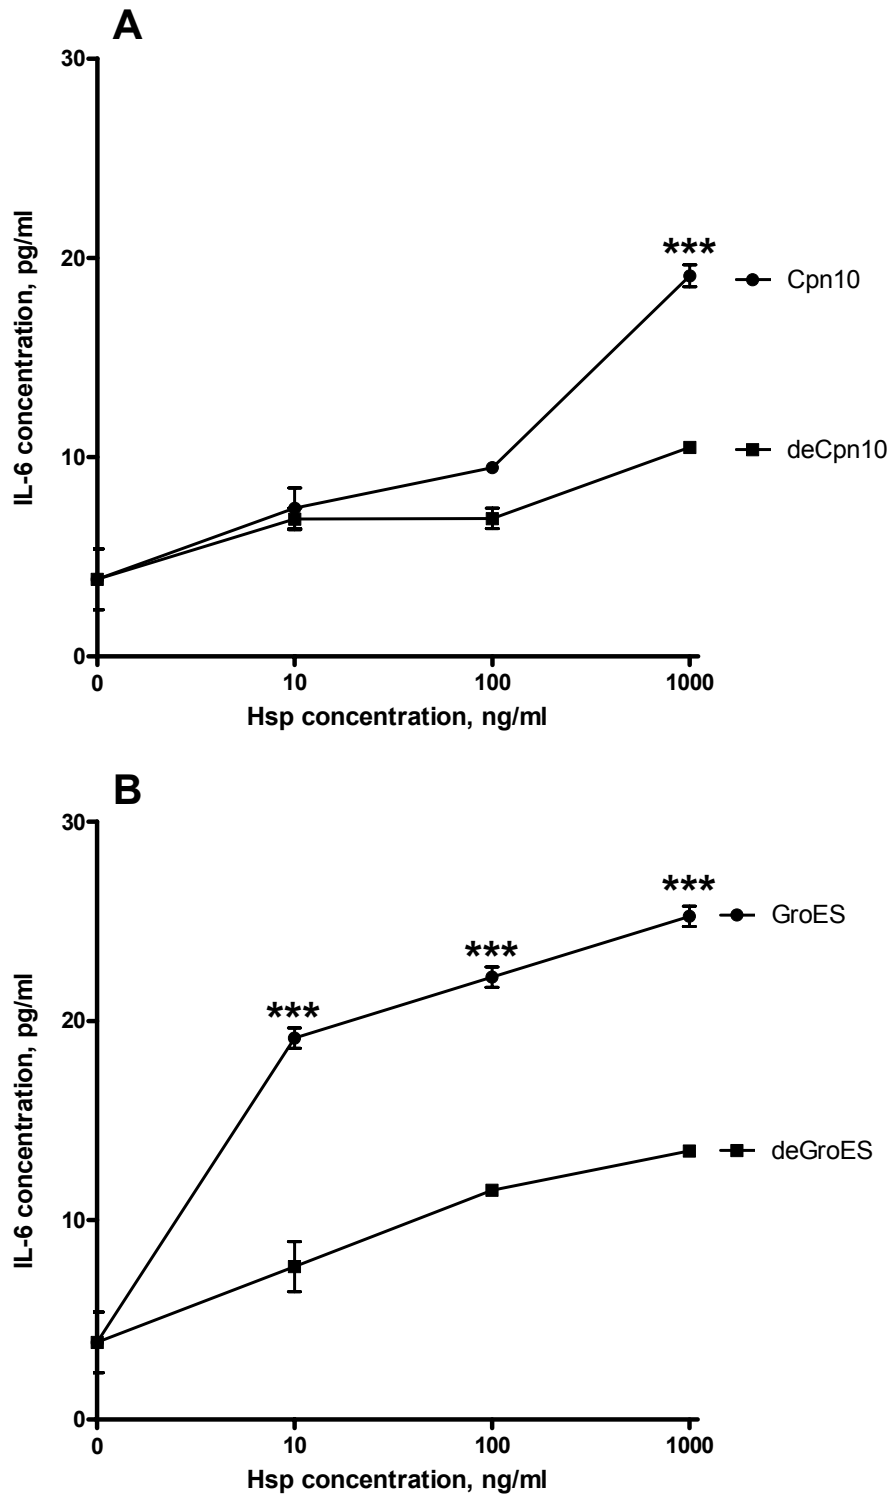 A
30
20
10
0
IL-6 concentration, pg/ml
***
Cpn10
deCpn10
0 10 100 1000
Hsp concentration, ng/ml
B
30
20
10
0
IL-6 concentration, pg/ml
***
***
***
GroES
deGroES
0 10 100 1000
Hsp concentration, ng/ml